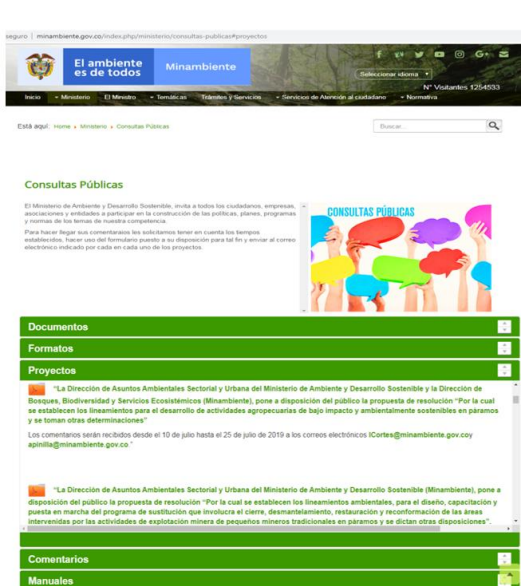 seguro | minambiente.gov.co/index.php/ministerio/consultas-publicas#proyectos
El ambiente
es de todos
Minambiente
Seleccionar idioma
N° Visitantes 1254533
Inicio Ministerio El Ministro Temáticas Trámites y Servicios Servicios de Atención al ciudadano Normativa
Está aquí: Home Ministerio Consultas Públicas
Buscar...
Consultas Públicas
El Ministerio de Ambiente y Desarrollo Sostenible, invita a todos los ciudadanos, empresas,
asociaciones y entidades a participar en la construcción de las políticas, planes, programas
y normas de los temas de nuestra competencia.
Para hacer llegar sus comentaraios les solicitamos tener en cuenta los tiempos
establecidos, hacer uso del formulario puesto a su disposición para tal fin y enviar al correo
electrónico indicado por cada en cada uno de los proyectos.
CONSULTAS PÚBLICAS
Documentos
Formatos
Proyectos
"La Dirección de Asuntos Ambientales Sectorial y Urbana del Ministerio de Ambiente y Desarrollo Sostenible y la Dirección de
Bosques, Biodiversidad y Servicios Ecosistémicos (Minambiente), pone a disposición del público la propuesta de resolución "Por la cual
se establecen los lineamientos para el desarrollo de actividades agropecuarias de bajo impacto y ambientalmente sostenibles en páramos
y se toman otras determinaciones"
Los comentarios serán recibidos desde el 10 de julio hasta el 25 de julio de 2019 a los correos electrónicos lCortes@minambiente.gov.coy
apinilla@minambiente.gov.co."
"La Dirección de Asuntos Ambientales Sectorial y Urbana del Ministerio de Ambiente y Desarrollo Sostenible (Minambiente), pone a
disposición del público la propuesta de resolución "Por la cual se establecen los lineamientos ambientales, para el diseño, capacitación y
puesta en marcha del programa de sustitución que involucra el cierre, desmantelamiento, restauración y reconformación de las áreas
intervenidas por las actividades de explotación minera de pequeños mineros tradicionales en páramos y se dictan otras disposiciones".
Comentarios
Manuales